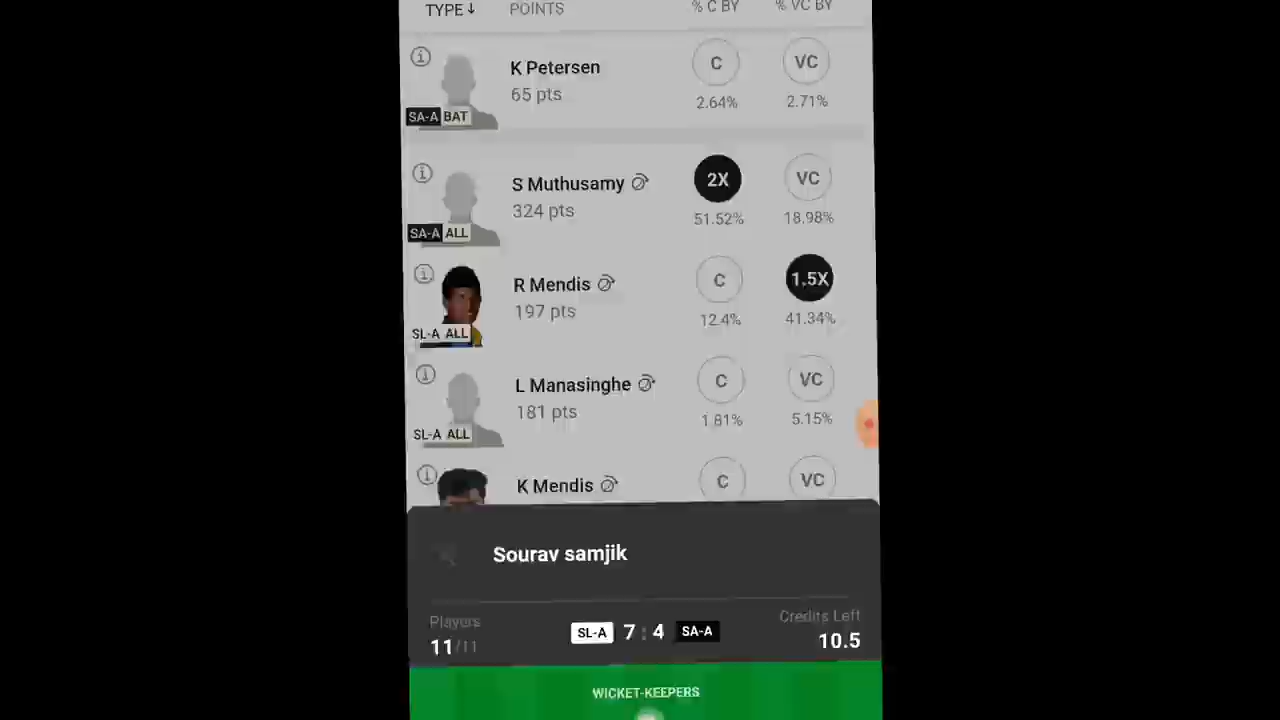 TYPE↓ POINTS % C BY % VC BY
K Petersen C VC
65 pts 2.64% 2.71%
SA-A BAT
S Muthusamy 2X VC
324 pts 51.52% 18.98%
SA-A ALL
R Mendis C 1.5X
197 pts 12.4% 41.34%
SL-A ALL
L Manasinghe C VC
181 pts 1.81% 5.15%
SL-A ALL
K Mendis C VC
Sourav samjik
Players Credits Left
11/11 SL-A 7 : 4 SA-A 10.5
WICKET-KEEPERS